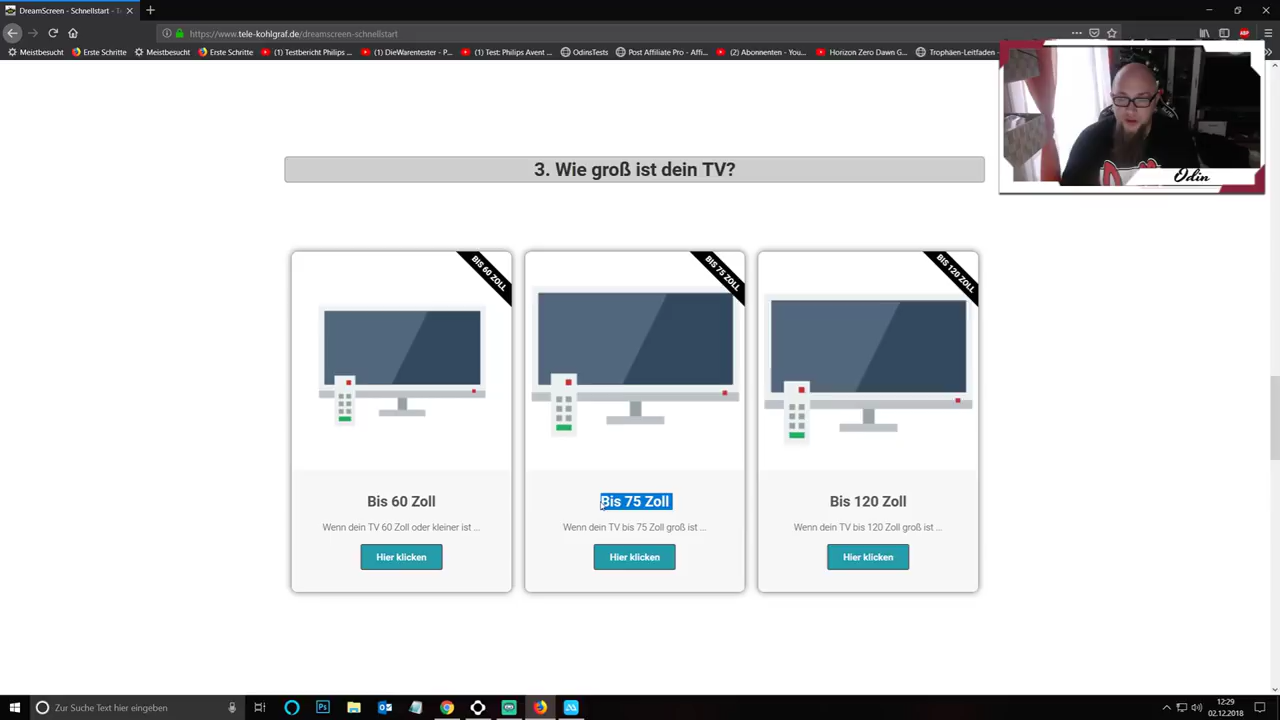 DreamScreen - Schnellstart - Te
https://www.tele-kohlgraf.de/dreamscreen-schnellstart
Meistbesucht
Erste Schritte
Meistbesucht
Erste Schritte
(1) Testbericht Philips ...
(1) DieWarentester - P...
(1) Test: Philips Avent ...
OdinsTests
Post Affiliate Pro - Affi...
(2) Abonnenten - You...
Horizon Zero Dawn G...
Trophäen-Leitfaden
ABP
Odin
3. Wie groß ist dein TV?
BIS 60 ZOLL
BIS 75 ZOLL
BIS 120 ZOLL
Bis 60 Zoll
Wenn dein TV 60 Zoll oder kleiner ist ...
Hier klicken
Bis 75 Zoll
Wenn dein TV bis 75 Zoll groß ist ...
Hier klicken
Bis 120 Zoll
Wenn dein TV bis 120 Zoll groß ist ...
Hier klicken
Zur Suche Text hier eingeben
Ps
12:29
02.12.2018